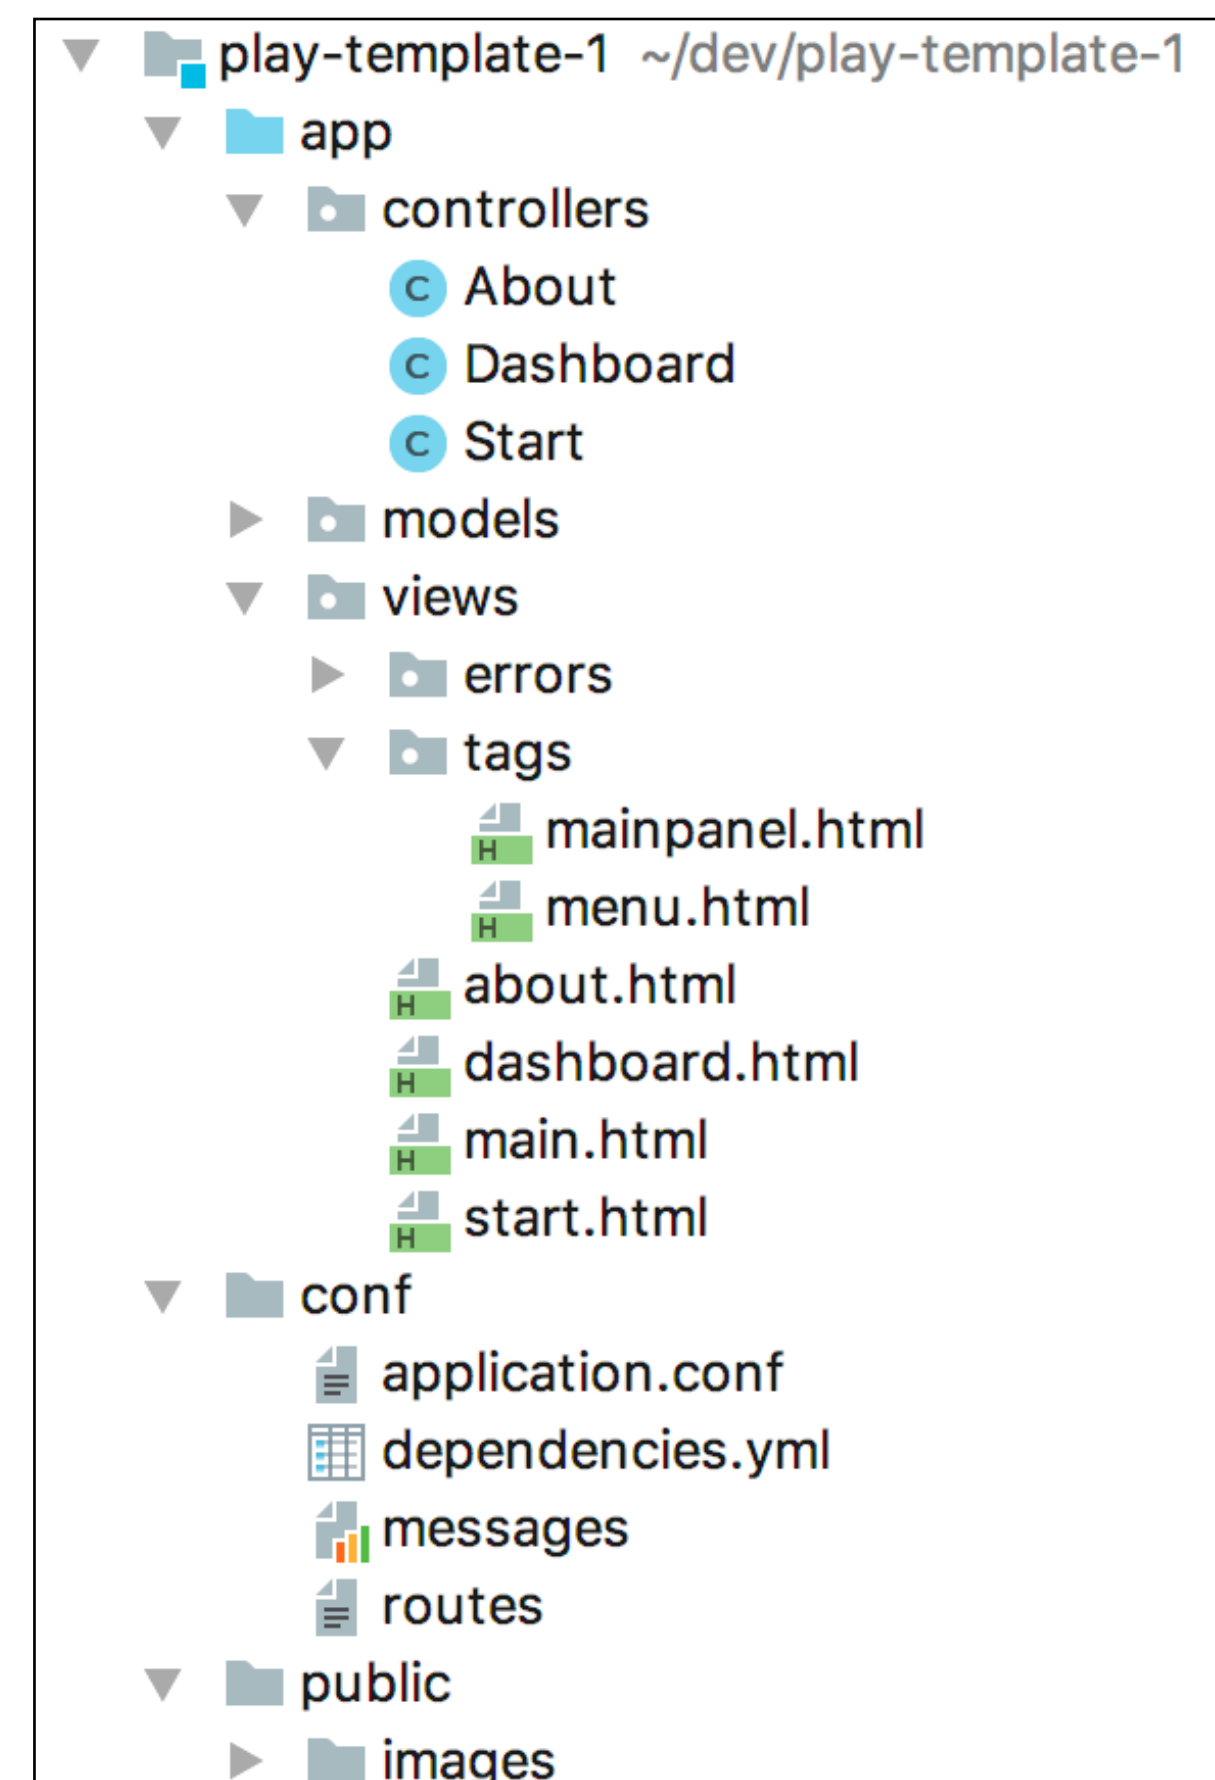 play-template-1 ~/dev/play-template-1
app
controllers
C About
C Dashboard
C Start
models
views
errors
tags
H mainpanel.html
H menu.html
H about.html
H dashboard.html
H main.html
H start.html
conf
application.conf
dependencies.yml
messages
routes
public
images